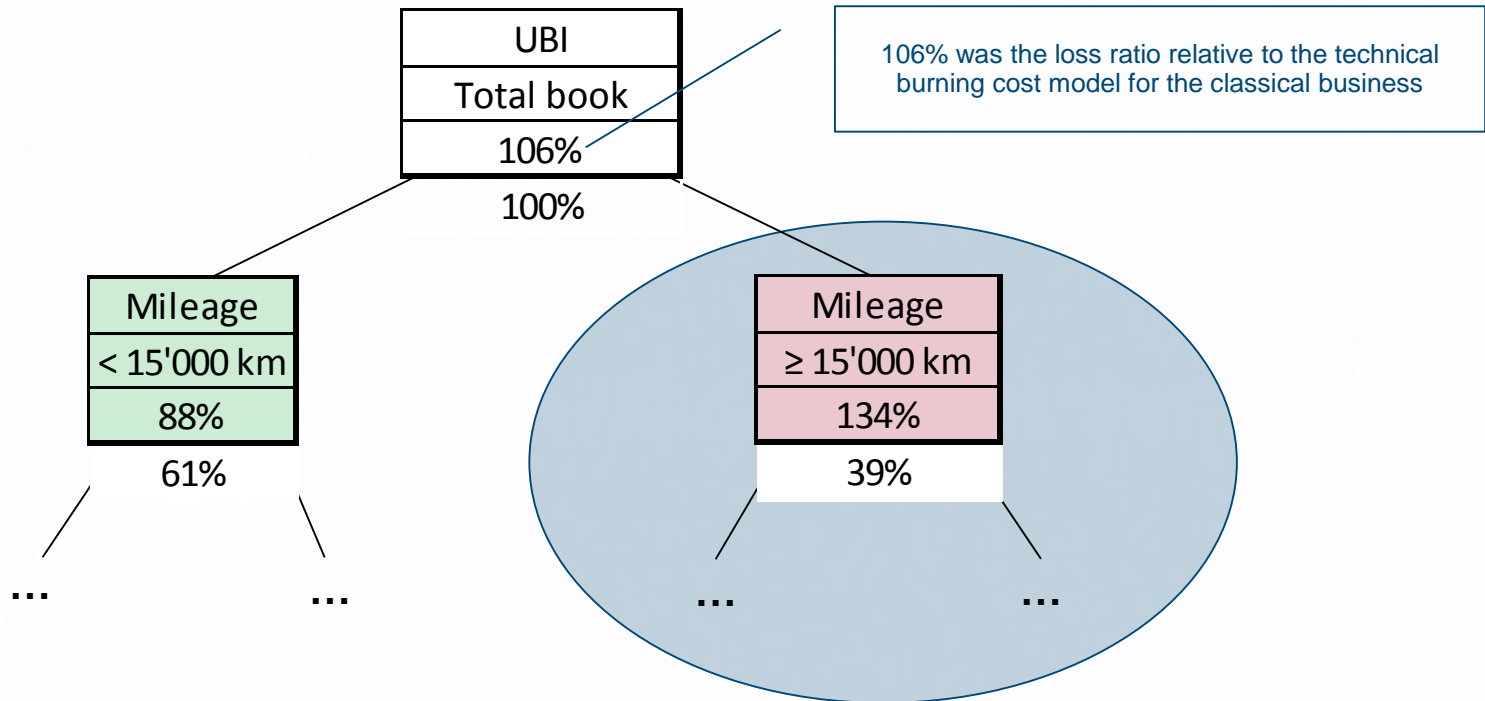 UBI
Total book
106%
100%
106% was the loss ratio relative to the technical
burning cost model for the classical business
Mileage
< 15'000 km
88%
61%
Mileage
≥ 15'000 km
134%
39%
...
...
...
...